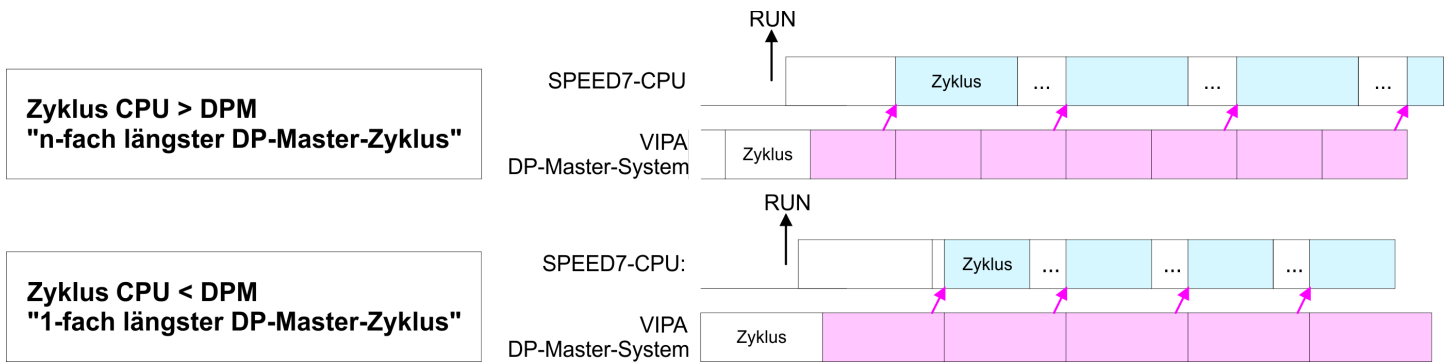 RUN
Zyklus CPU > DPM
"n-fach längster DP-Master-Zyklus"
SPEED7-CPU
Zyklus
...
...
...
VIPA
DP-Master-System
Zyklus
RUN
Zyklus CPU < DPM
"1-fach längster DP-Master-Zyklus"
SPEED7-CPU:
Zyklus
...
...
...
VIPA
DP-Master-System
Zyklus